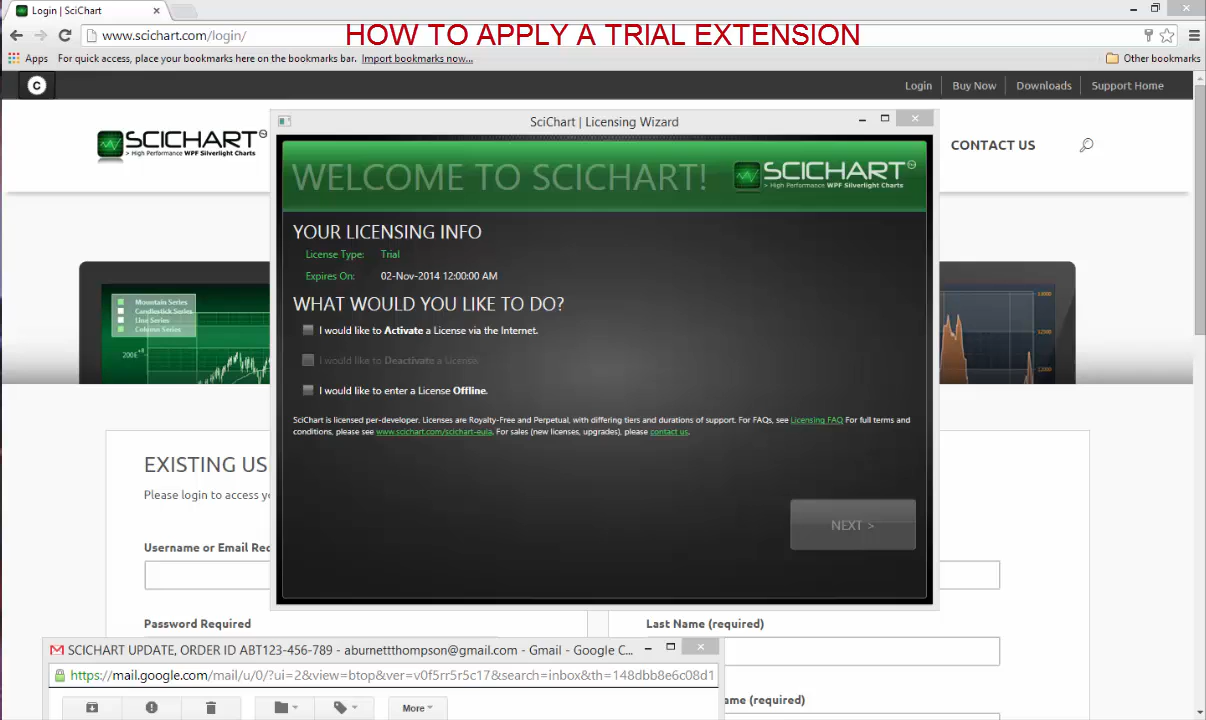 Login | SciChart
www.scichart.com/login/
HOW TO APPLY A TRIAL EXTENSION
Apps For quick access, place your bookmarks here on the bookmarks bar. Import bookmarks now... Other bookmarks
C Login Buy Now Downloads Support Home
SCICHART
> High Performance WPF Silverlight Charts
CONTACT US
SciChart | Licensing Wizard
WELCOME TO SCICHART!
SCICHART
> High Performance WPF Silverlight Charts
YOUR LICENSING INFO
License Type: Trial
Expires On: 02-Nov-2014 12:00:00 AM
WHAT WOULD YOU LIKE TO DO?
I would like to Activate a License via the Internet.
I would like to Deactivate a License.
I would like to enter a License Offline.
SciChart is licensed per-developer. Licenses are Royalty-Free and Perpetual, with differing tiers and durations of support. For FAQs, see Licensing FAQ For full terms and
conditions, please see www.scichart.com/scichart-eula. For sales (new licenses, upgrades), please contact us.
NEXT >
Mountain Series
Candlestick Series
Line Series
Column Series
200E+6
13000
12500
12000
EXISTING US
Please login to access yo
Username or Email Req
Password Required
Last Name (required)
ame (required)
SCICHART UPDATE, ORDER ID ABT123-456-789 - aburnettthompson@gmail.com - Gmail - Google C...
https://mail.google.com/mail/u/0/?ui=2&view=btop&ver=v0f5rr5r5c17&search=inbox&th=148dbb8e6c08d1
More